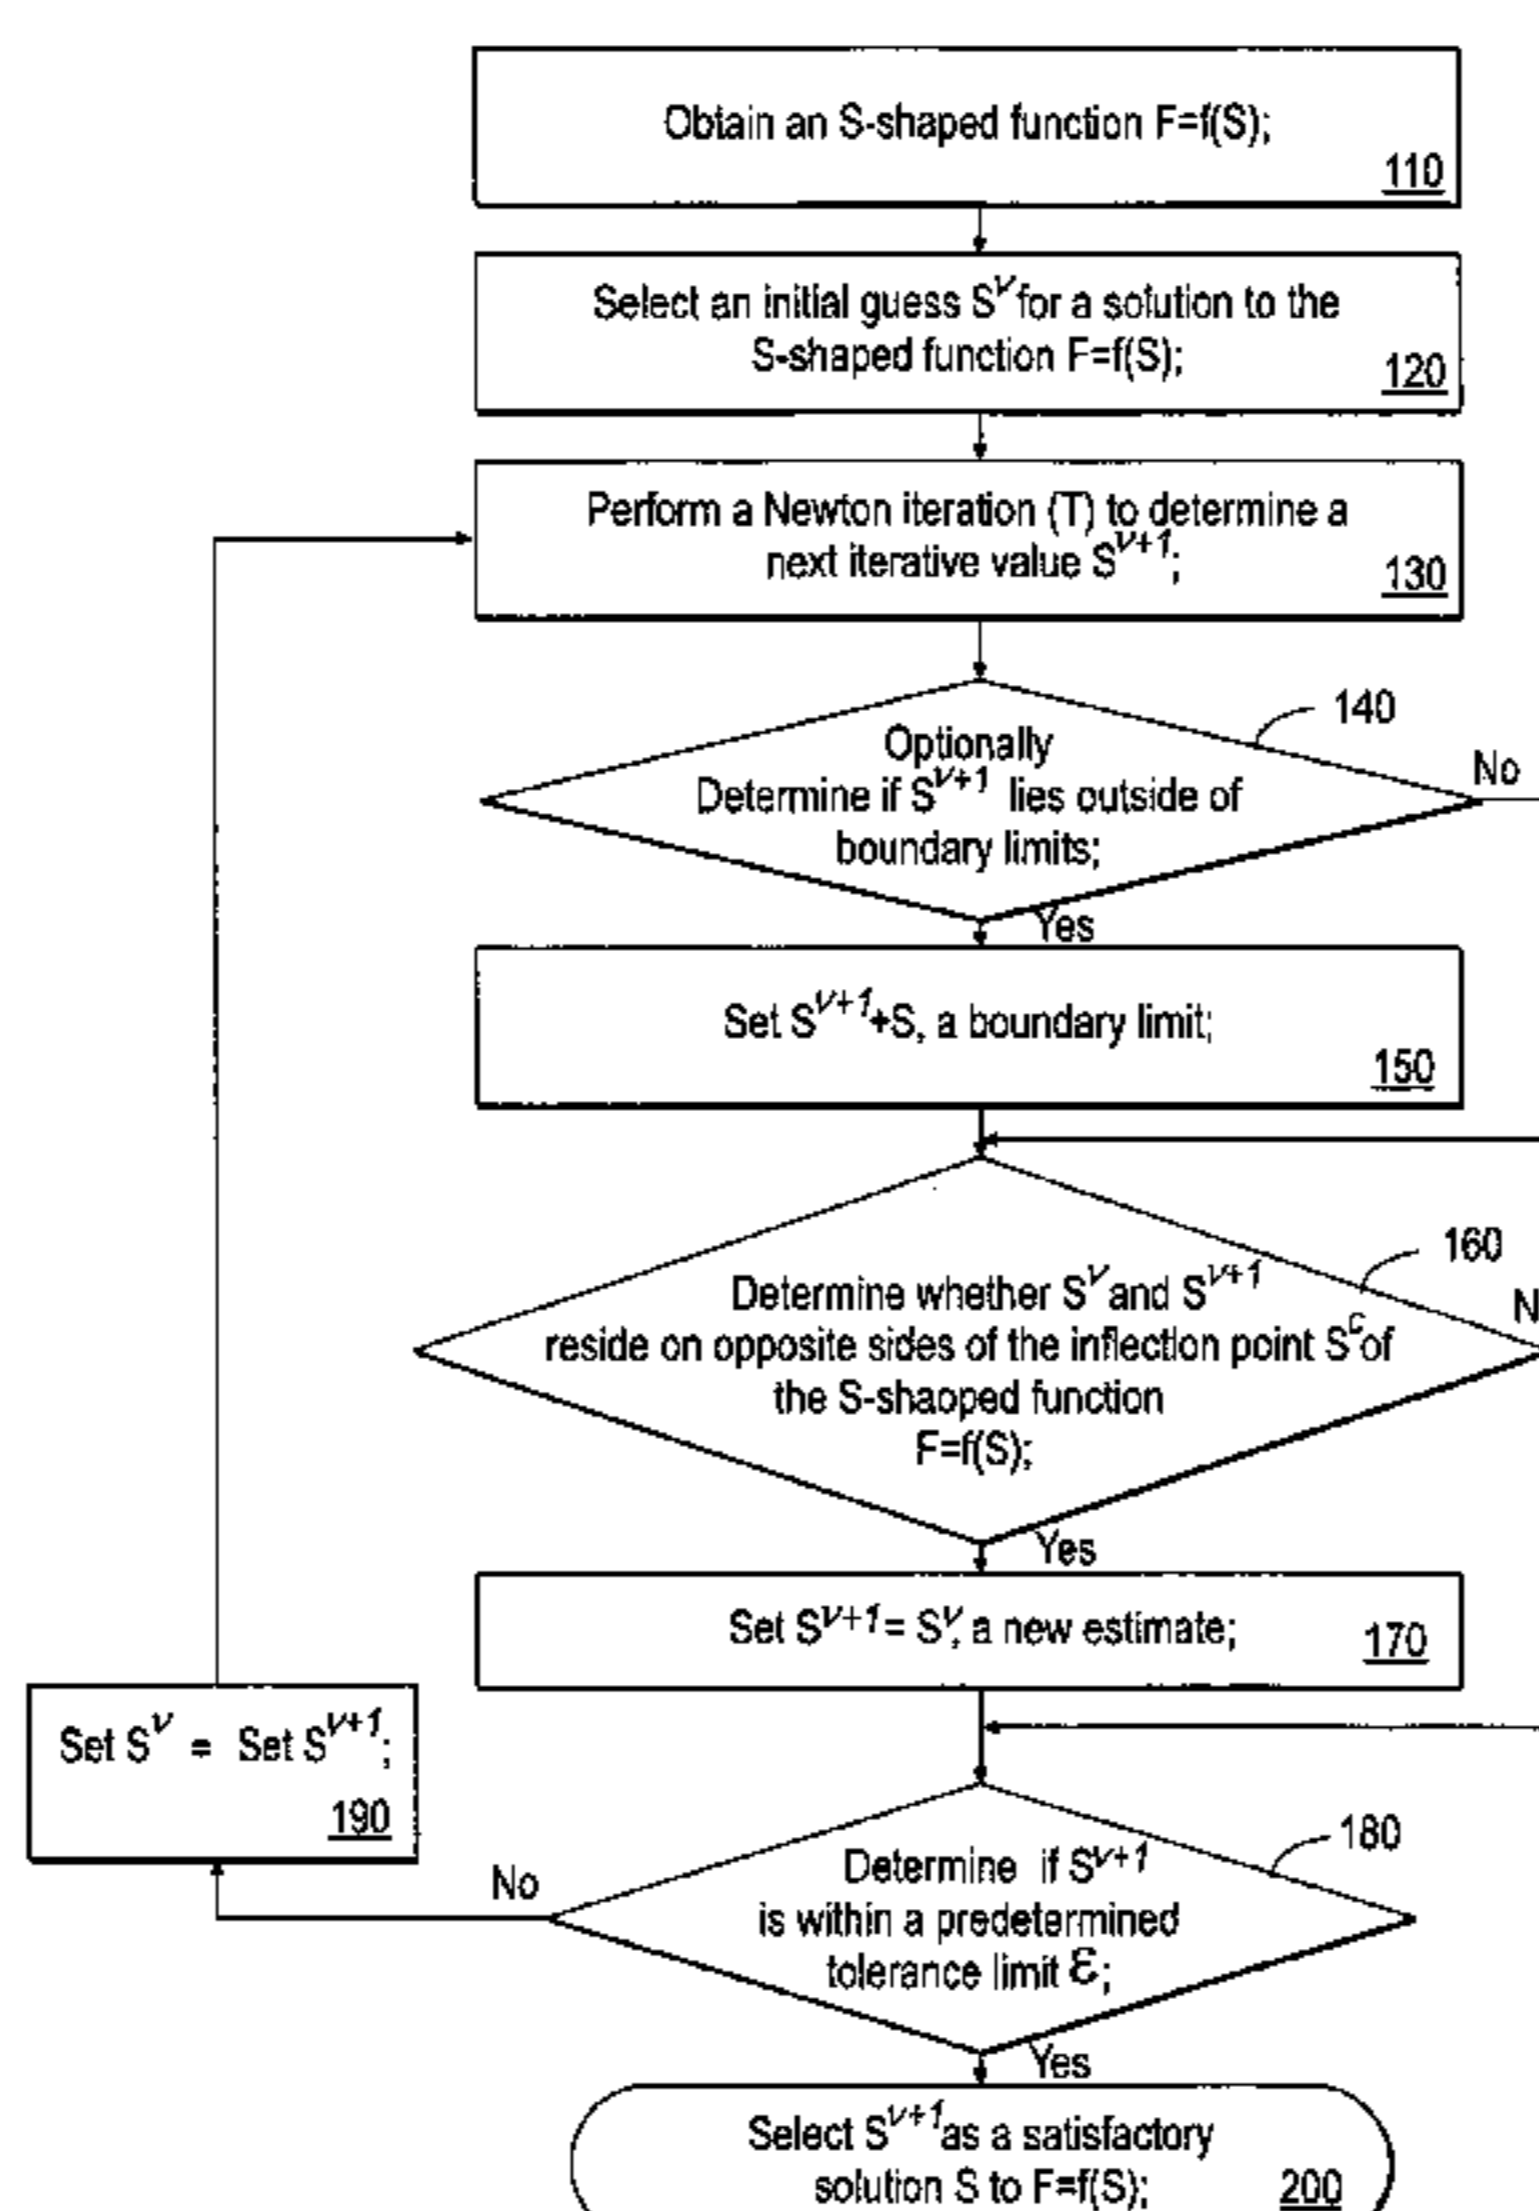 Obtain an S-shaped function F=f(S);
110
Select an initial guess S^ν for a solution to the
S-shaped function F=f(S);
120
Perform a Newton iteration (T) to determine a
next iterative value S^ν+1;
130
140
Optionally
Determine if S^ν+1 lies outside of
boundary limits;
No
Yes
Set S^ν+1+S, a boundary limit;
150
160
Determine whether S^ν and S^ν+1
reside on opposite sides of the inflection point S^c of
the S-shaoped function
F=f(S);
N
Yes
Set S^ν+1= S^ν, a new estimate;
170
Set S^ν = Set S^ν+1;
190
180
Determine if S^ν+1
is within a predetermined
tolerance limit ε;
No
Yes
Select S^ν+1 as a satisfactory
solution S to F=f(S);
200